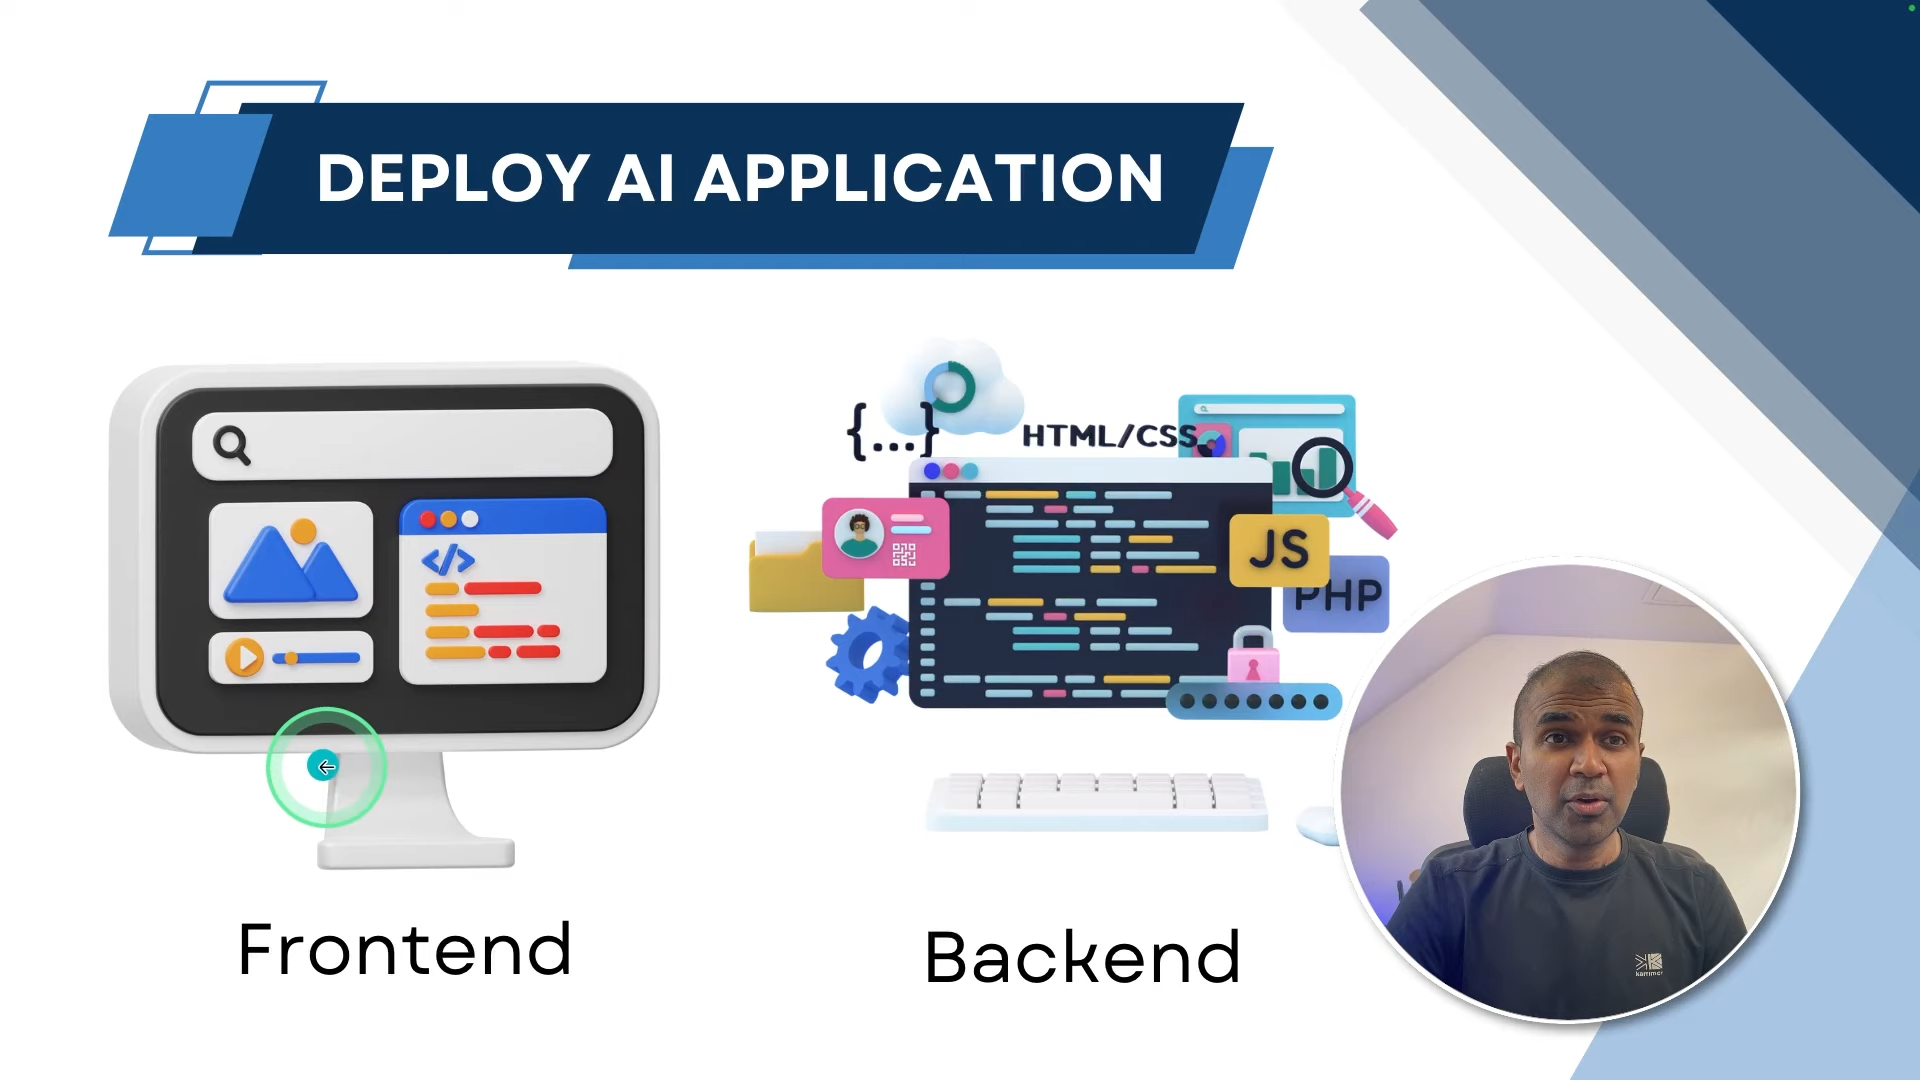 DEPLOY AI APPLICATION
{...}
HTML/CSS
</>
JS
PHP
Frontend
Backend